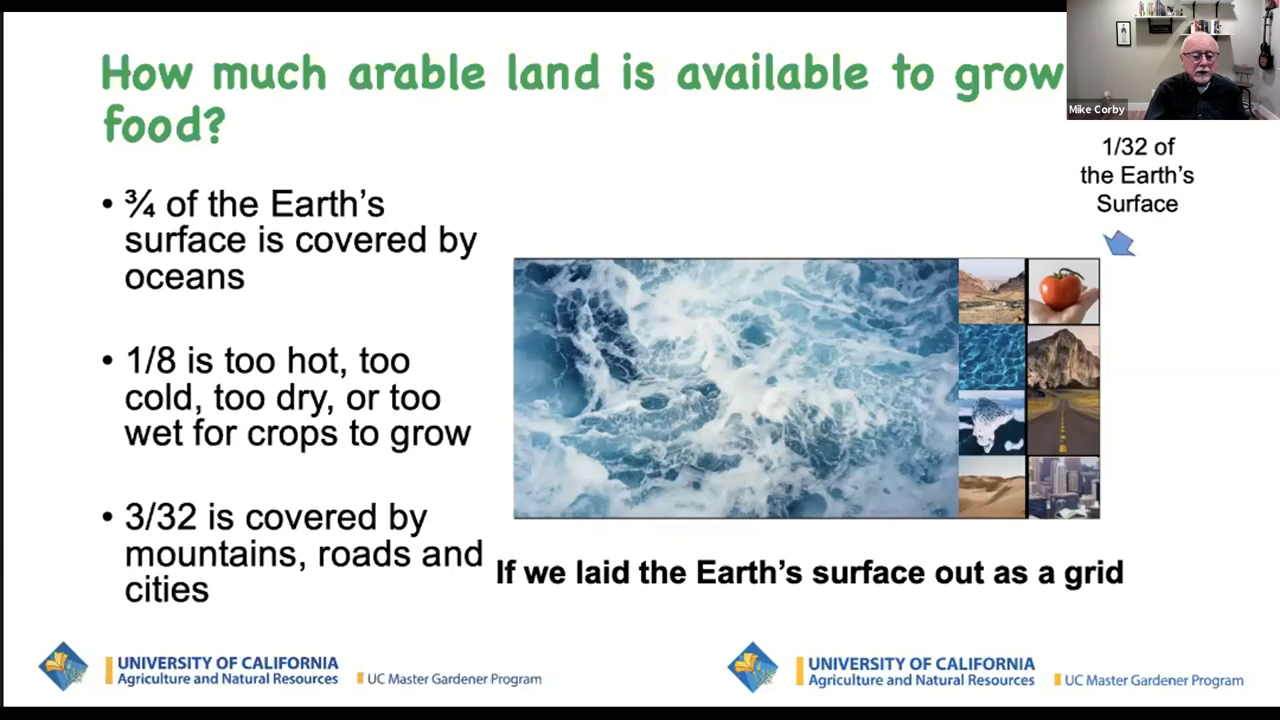 How much arable land is available to grow
food?
Mike Corby
1/32 of
the Earth's
Surface
• ¾ of the Earth's
surface is covered by
oceans
• 1/8 is too hot, too
cold, too dry, or too
wet for crops to grow
• 3/32 is covered by
mountains, roads and
cities
If we laid the Earth's surface out as a grid
UNIVERSITY OF CALIFORNIA
Agriculture and Natural Resources
UC Master Gardener Program
UNIVERSITY OF CALIFORNIA
Agriculture and Natural Resources
UC Master Gardener Program